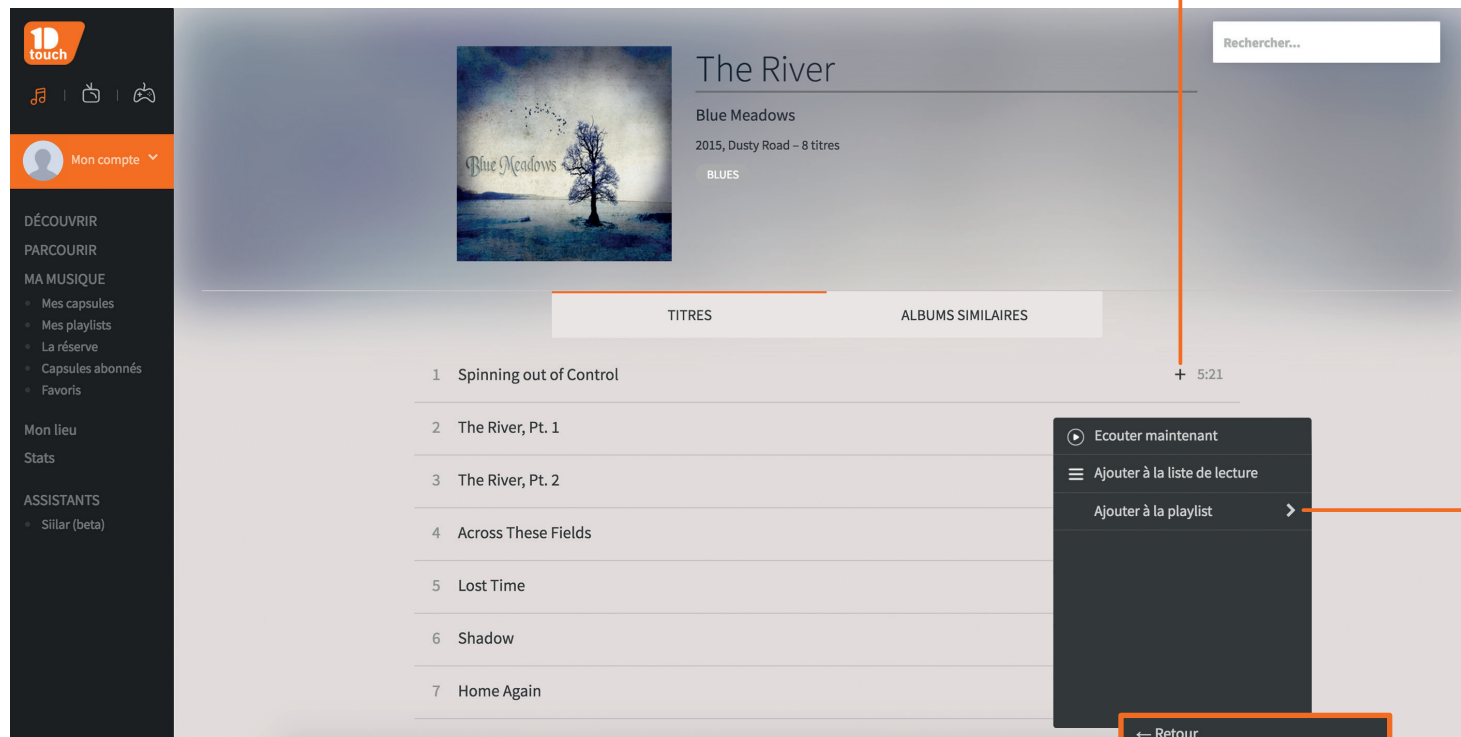 1D
touch
Mon compte
DÉCOUVRIR
PARCOURIR
MA MUSIQUE
Mes capsules
Mes playlists
La réserve
Capsules abonnés
Favoris
Mon lieu
Stats
ASSISTANTS
Siilar (beta)
Rechercher...
Blue Meadows
The River
Blue Meadows
2015, Dusty Road – 8 titres
BLUES
TITRES
ALBUMS SIMILAIRES
1 Spinning out of Control + 5:21
2 The River, Pt. 1
3 The River, Pt. 2
4 Across These Fields
5 Lost Time
6 Shadow
7 Home Again
Ecouter maintenant
Ajouter à la liste de lecture
Ajouter à la playlist
← Retour